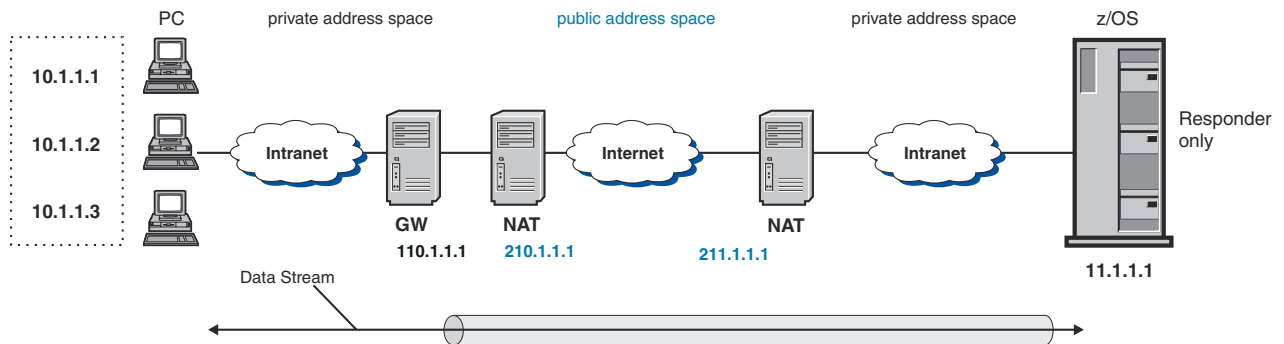 PC
private address space
public address space
private address space
z/OS
10.1.1.1
10.1.1.2
10.1.1.3
Intranet
Internet
Intranet
Responder
only
GW
NAT
NAT
110.1.1.1
210.1.1.1
211.1.1.1
11.1.1.1
Data Stream